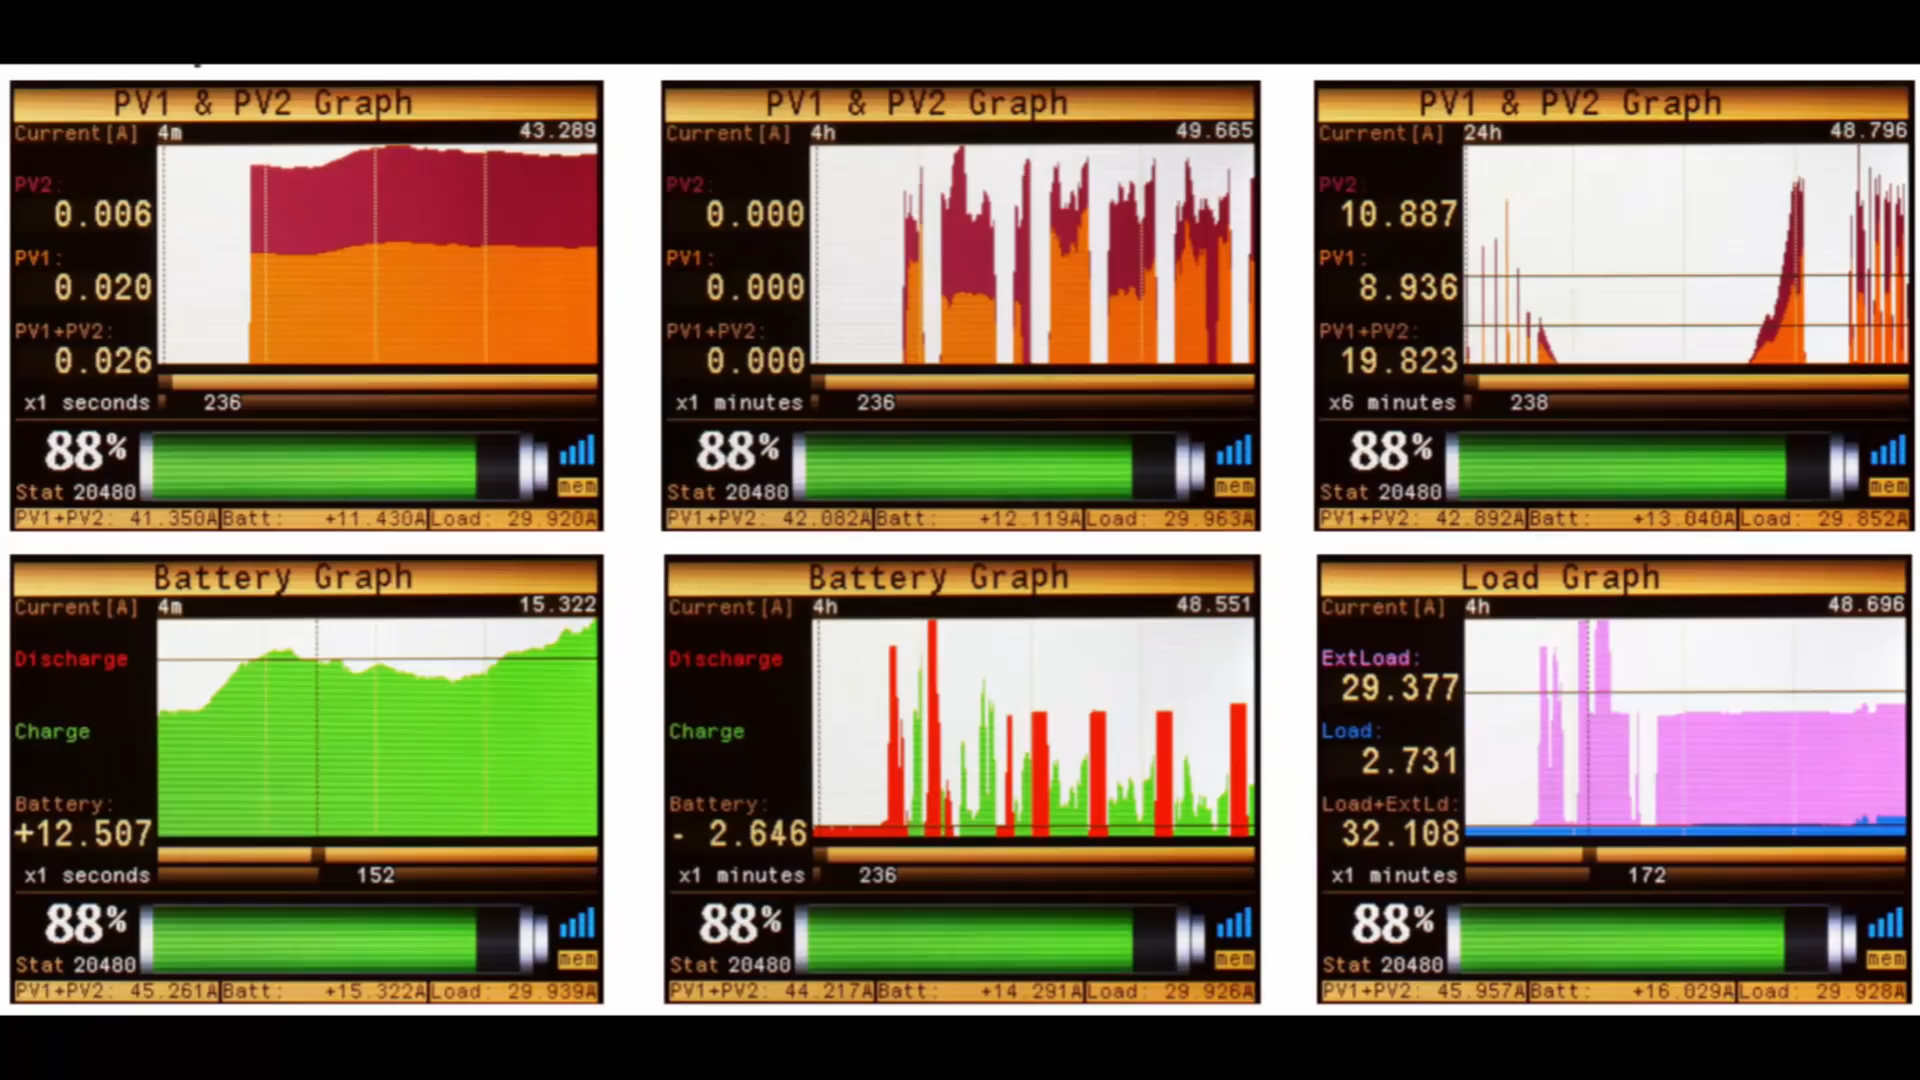 PV1 & PV2 Graph
Current[A] 4m 43.289
PV2:
0.006
PV1:
0.020
PV1+PV2:
0.026
x1 seconds 236
88%
Stat 20480 mem
PV1+PV2: 41.350A Batt: +11.430A Load: 29.920A
PV1 & PV2 Graph
Current[A] 4h 49.665
PV2:
0.000
PV1:
0.000
PV1+PV2:
0.000
x1 minutes 236
88%
Stat 20480 mem
PV1+PV2: 42.082A Batt: +12.119A Load: 29.963A
PV1 & PV2 Graph
Current[A] 24h 48.796
PV2:
10.887
PV1:
8.936
PV1+PV2:
19.823
x6 minutes 238
88%
Stat 20480 mem
PV1+PV2: 42.892A Batt: +13.040A Load: 29.852A
Battery Graph
Current[A] 4m 15.322
Discharge
Charge
Battery:
+12.507
x1 seconds 152
88%
Stat 20480 mem
PV1+PV2: 45.261A Batt: +15.322A Load: 29.939A
Battery Graph
Current[A] 4h 48.551
Discharge
Charge
Battery:
- 2.646
x1 minutes 236
88%
Stat 20480 mem
PV1+PV2: 44.217A Batt: +14.291A Load: 29.926A
Load Graph
Current[A] 4h 48.696
ExtLoad:
29.377
Load:
2.731
Load+ExtLd:
32.108
x1 minutes 172
88%
Stat 20480 mem
PV1+PV2: 45.957A Batt: +16.029A Load: 29.928A